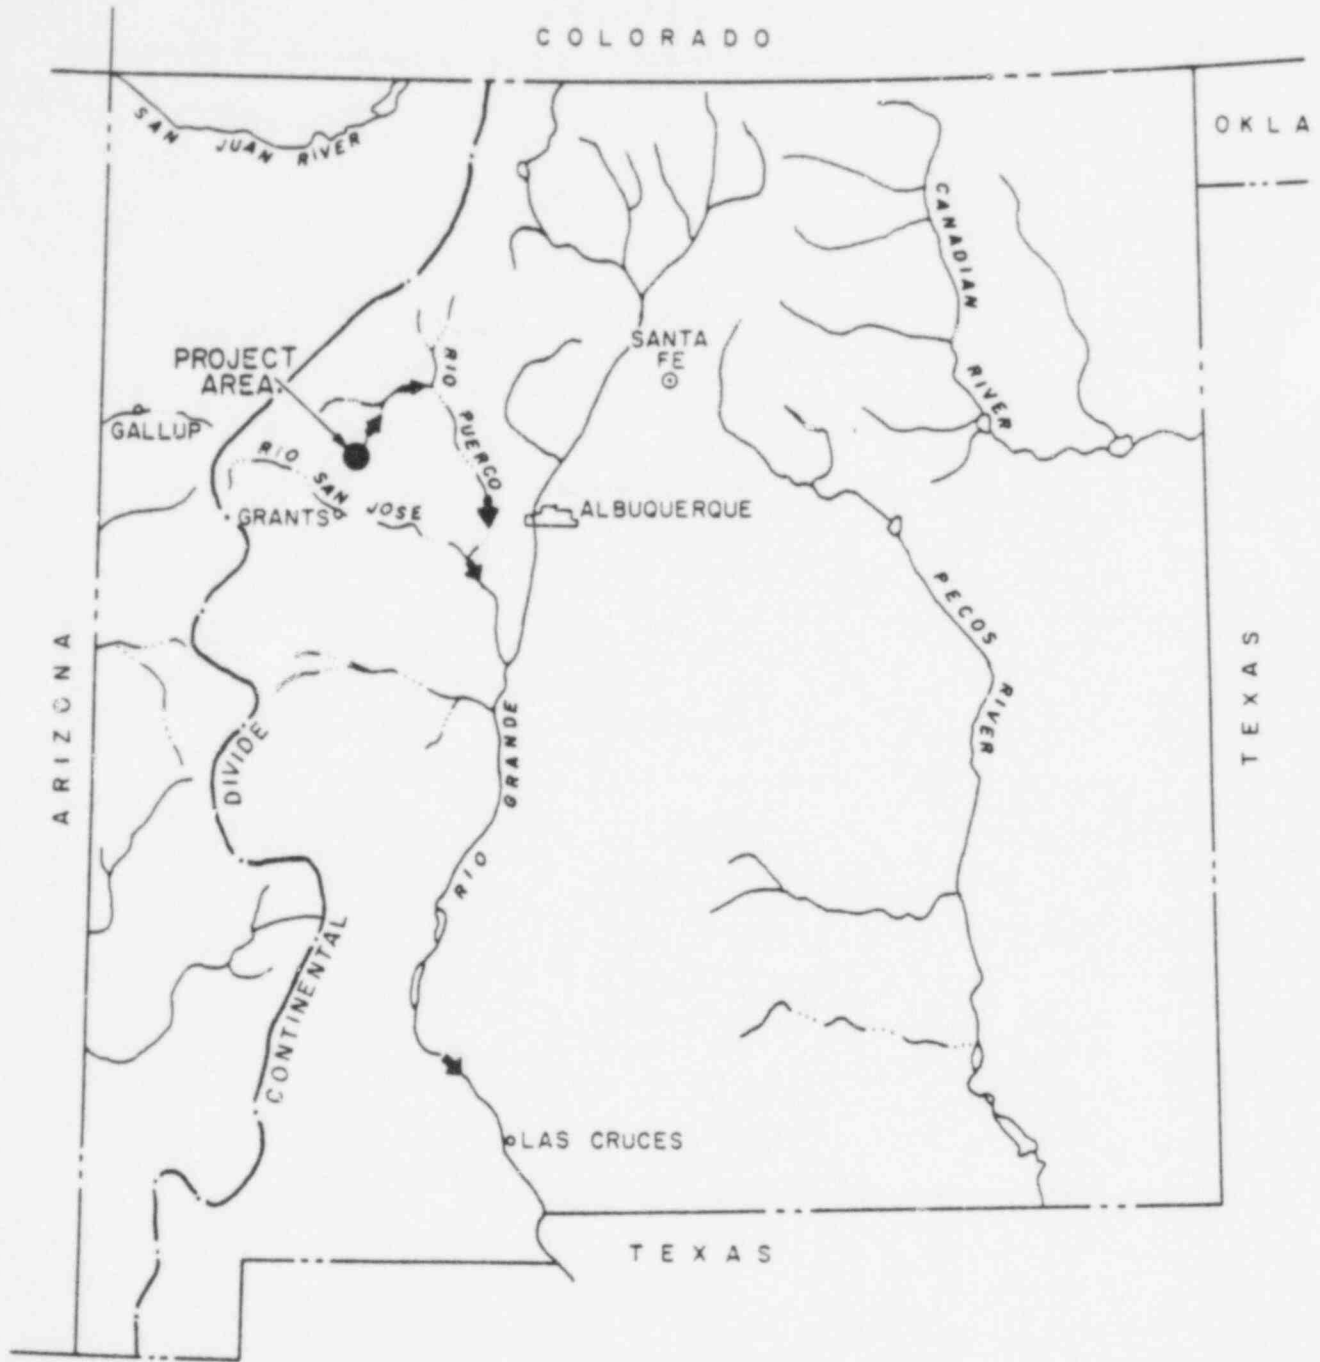 COLORADO
OKLA
SAN JUAN RIVER
CANADIAN
RIVER
SANTA
FE
PROJECT
AREA
RIO
PUERCO
GALLUP
RIO
SAN
JOSE
GRANTS
ALBUQUERQUE
PECOS
RIVER
ARIZONA
TEXAS
GRANDE
RIO
DIVIDE
CONTINENTAL
LAS CRUCES
TEXAS